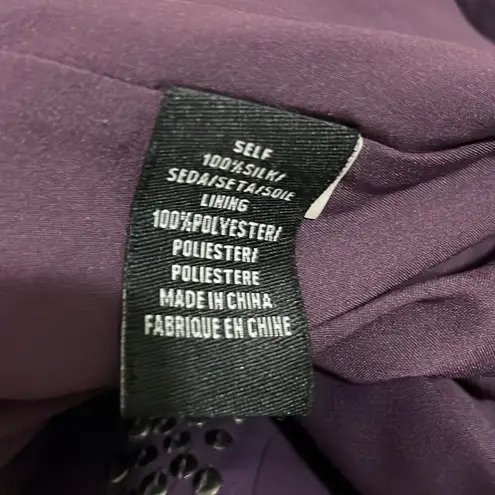 SELF
100%SILK/
SEDA/SETA/SOIE
LINING
100%POLYESTER/
POLIESTER/
POLIESTERE
MADE IN CHINA
FABRIQUE EN CHINE